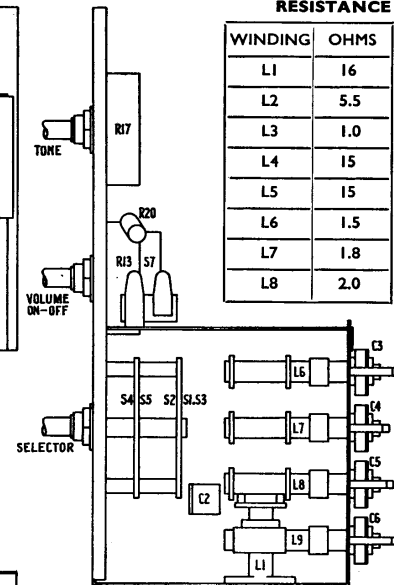 RESISTANCE
WINDING OHMS
L1 16
L2 5.5
L3 1.0
L4 15
L5 15
L6 1.5
L7 1.8
L8 2.0
TONE
R17
R20
R13 S7
VOLUME
ON-OFF
C3
L6
S4 S5 S2 S1.S3
C4
L7
SELECTOR
C5
L8
C2
C6
L9
L1